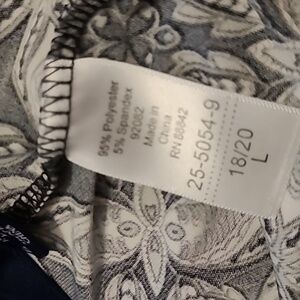 95% Polyester
5% Spandex
92082
Made in
China
RN 88842
25-5054-9
18/20
L